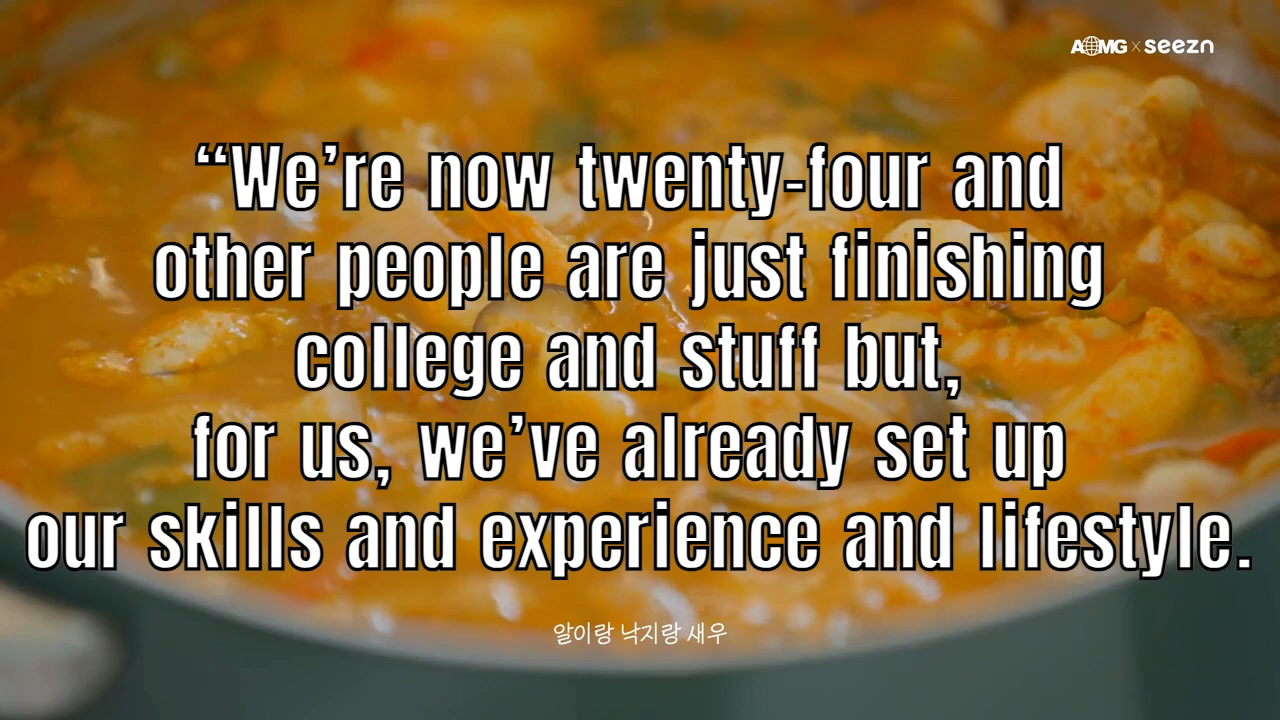 AOMG × seezn
“We’re now twenty-four and
other people are just finishing
college and stuff but,
for us, we’ve already set up
our skills and experience and lifestyle.
알이랑 낙지랑 새우